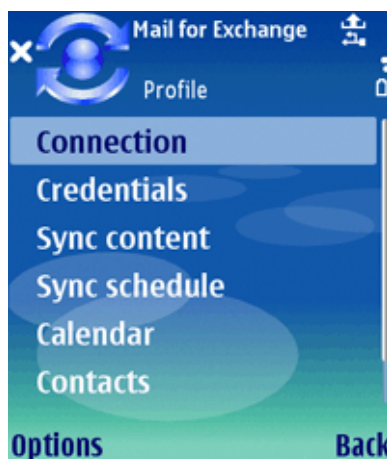 Mail for Exchange
Profile
Connection
Credentials
Sync content
Sync schedule
Calendar
Contacts
Options Back